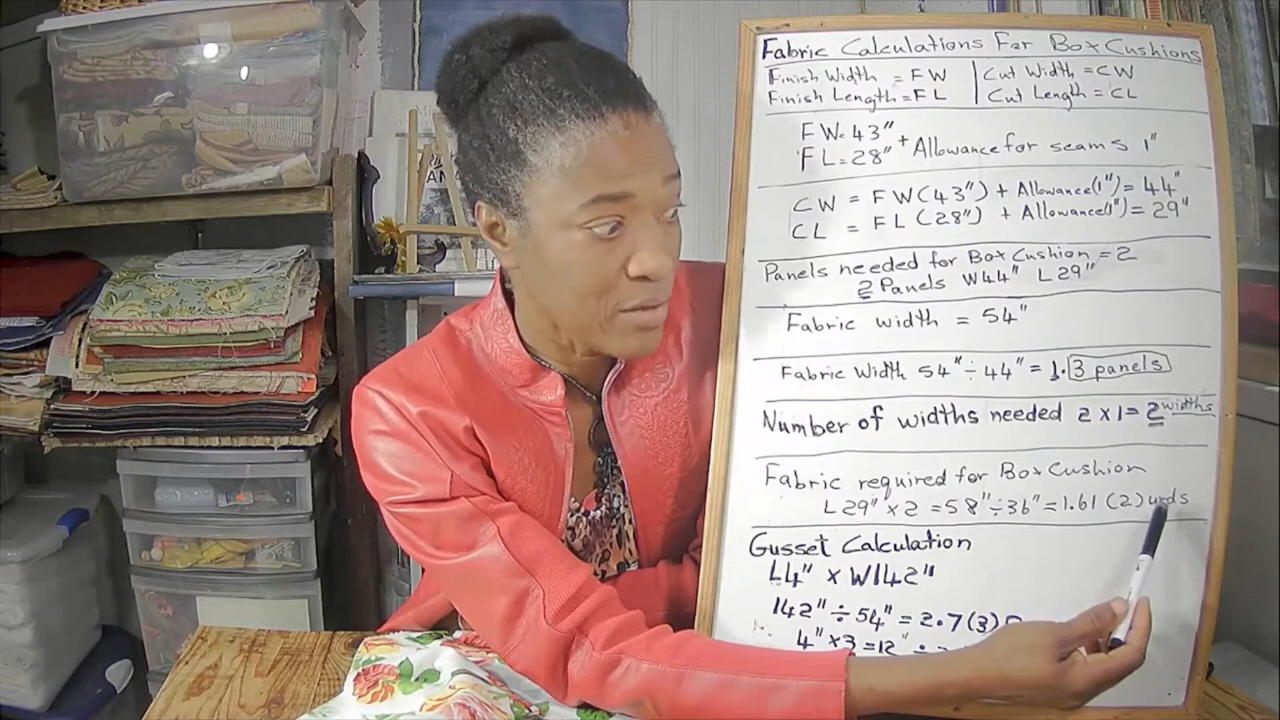 Fabric Calculations For Box Cushions
Finish Width = FW
Finish Length = FL
Cut Width = CW
Cut Length = CL
FW = 43"
FL = 28" + Allowance for seams 1"
CW = FW (43") + Allowance (1") = 44"
CL = FL (28") + Allowance (1") = 29"
Panels needed for Box Cushion = 2
2 Panels W44" L29"
Fabric width = 54"
Fabric Width 54" ÷ 44" = 1.3 panels
Number of widths needed 2 x 1 = 2 widths
Fabric required for Box Cushion
L29" x 2 = 58" ÷ 36" = 1.61 (2) yrds
Gusset Calculation
L4" x W142"
142" ÷ 54" = 2.7 (3)
4" x 3 = 12" ÷